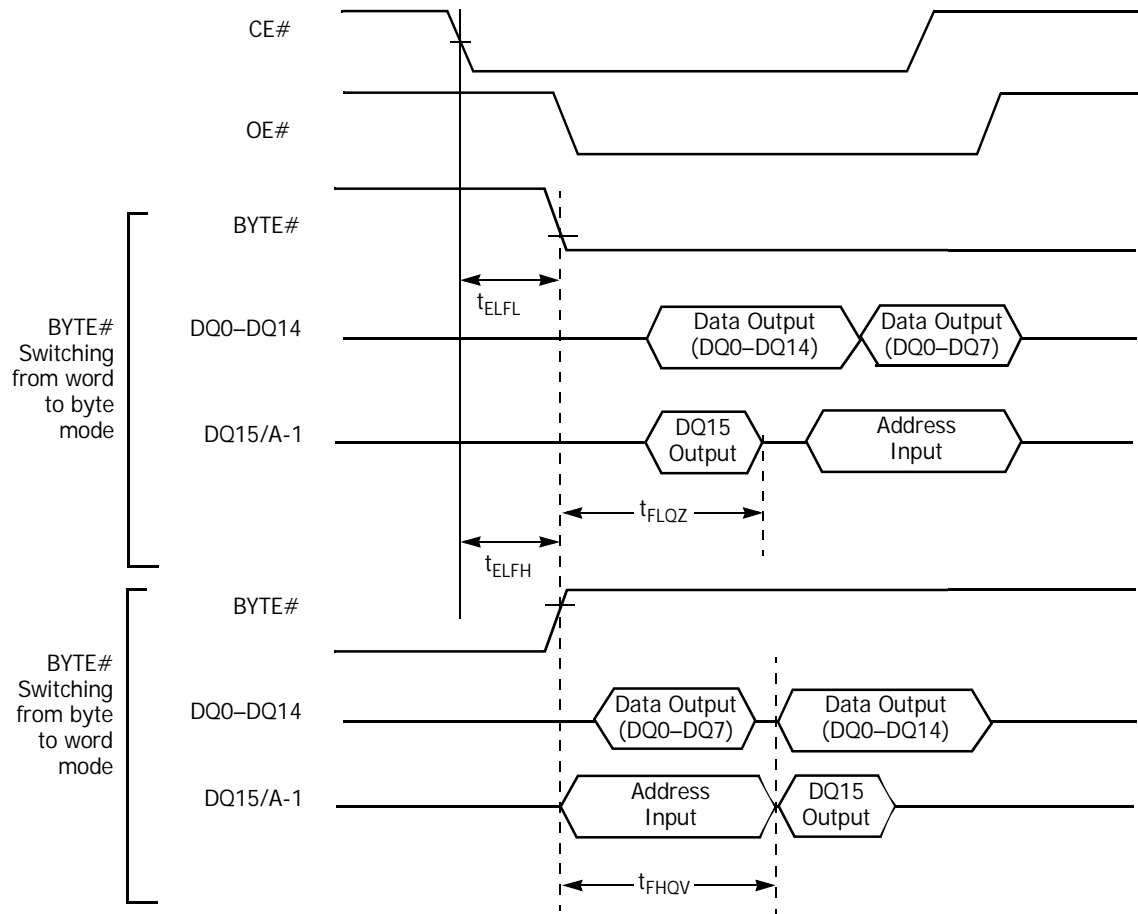 CE#
OE#
BYTE#
tELFL
BYTE#
Switching
from word
to byte
mode
DQ0–DQ14
Data Output
(DQ0–DQ14)
Data Output
(DQ0–DQ7)
DQ15/A-1
DQ15
Output
Address
Input
tFLQZ
tELFH
BYTE#
BYTE#
Switching
from byte
to word
mode
DQ0–DQ14
Data Output
(DQ0–DQ7)
Data Output
(DQ0–DQ14)
DQ15/A-1
Address
Input
DQ15
Output
tFHQV